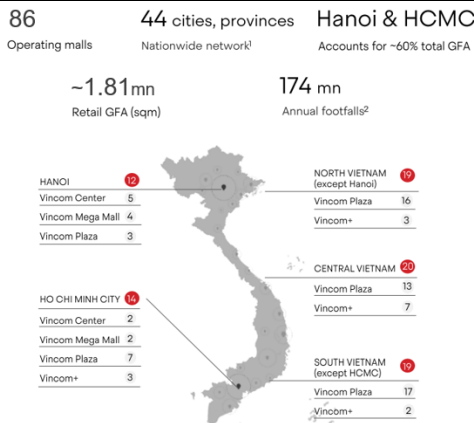 86
Operating malls
44 cities, provinces
Nationwide network¹
Hanoi & HCMC
Accounts for ~60% total GFA
~1.81mn
Retail GFA (sqm)
174 mn
Annual footfalls²
HANOI 12
Vincom Center 5
Vincom Mega Mall 4
Vincom Plaza 3
NORTH VIETNAM 19
(except Hanoi)
Vincom Plaza 16
Vincom+ 3
CENTRAL VIETNAM 20
Vincom Plaza 13
Vincom+ 7
HO CHI MINH CITY 14
Vincom Center 2
Vincom Mega Mall 2
Vincom Plaza 7
Vincom+ 3
SOUTH VIETNAM 19
(except HCMC)
Vincom Plaza 17
Vincom+ 2